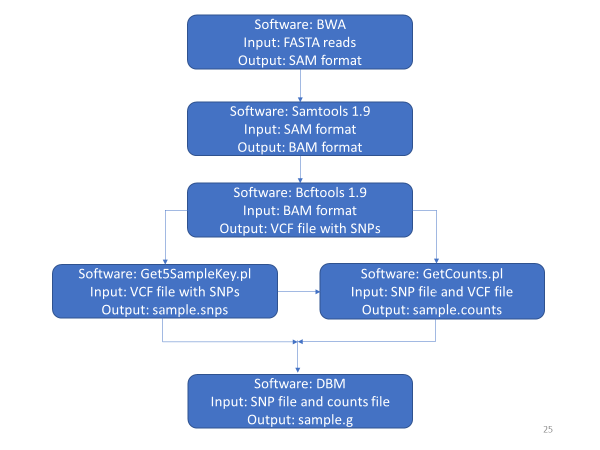 Software: BWA
Input: FASTA reads
Output: SAM format
Software: Samtools 1.9
Input: SAM format
Output: BAM format
Software: Bcftools 1.9
Input: BAM format
Output: VCF file with SNPs
Software: Get5SampleKey.pl
Input: VCF file with SNPs
Output: sample.snps
Software: GetCounts.pl
Input: SNP file and VCF file
Output: sample.counts
Software: DBM
Input: SNP file and counts file
Output: sample.g
25